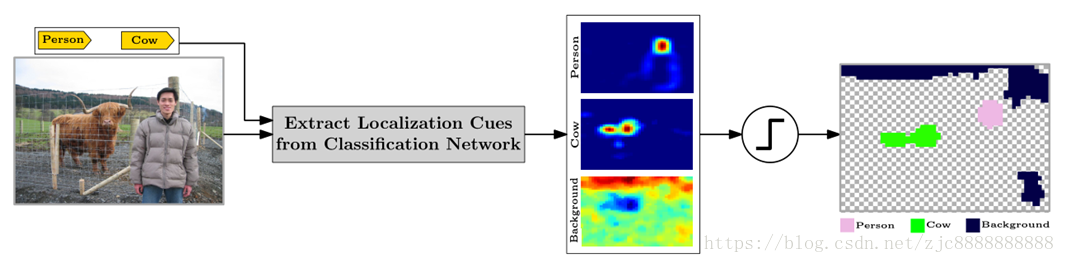 Person
Cow
Extract Localization Cues
from Classification Network
Person
Cow
Background
Person
Cow
Background
https://blog.csdn.net/zjc8888888888